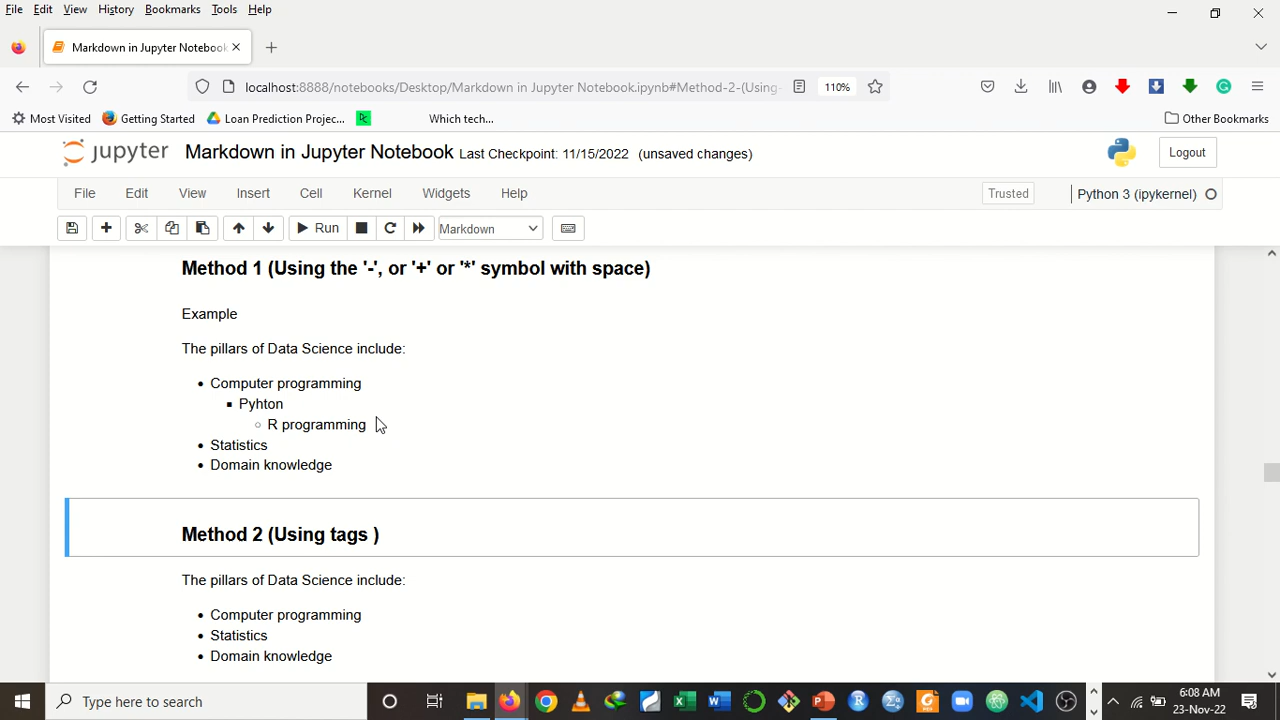 File Edit View History Bookmarks Tools Help
Markdown in Jupyter Notebook
localhost:8888/notebooks/Desktop/Markdown in Jupyter Notebook.ipynb#Method-2-(Using-
110%
Most Visited Getting Started Loan Prediction Projec... Which tech... Other Bookmarks
jupyter Markdown in Jupyter Notebook Last Checkpoint: 11/15/2022 (unsaved changes) Logout
File Edit View Insert Cell Kernel Widgets Help Trusted Python 3 (ipykernel)
Run Markdown
Method 1 (Using the '-', or '+' or '*' symbol with space)
Example
The pillars of Data Science include:
Computer programming
Pyhton
R programming
Statistics
Domain knowledge
Method 2 (Using tags )
The pillars of Data Science include:
Computer programming
Statistics
Domain knowledge
Type here to search
6:08 AM
23-Nov-22